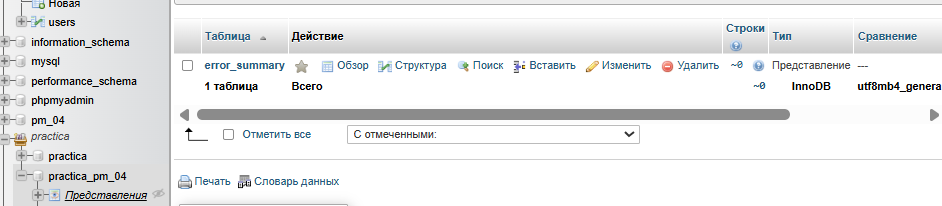 Новая
users
information_schema
mysql
performance_schema
phpmyadmin
pm_04
practica
practica
practica_pm_04
Представления
Таблица Действие Строки Тип Сравнение
error_summary Обзор Структура Поиск Вставить Изменить Удалить ~0 Представление ---
1 таблица Всего ~0 InnoDB utf8mb4_genera
Отметить все С отмеченными:
Печать Словарь данных